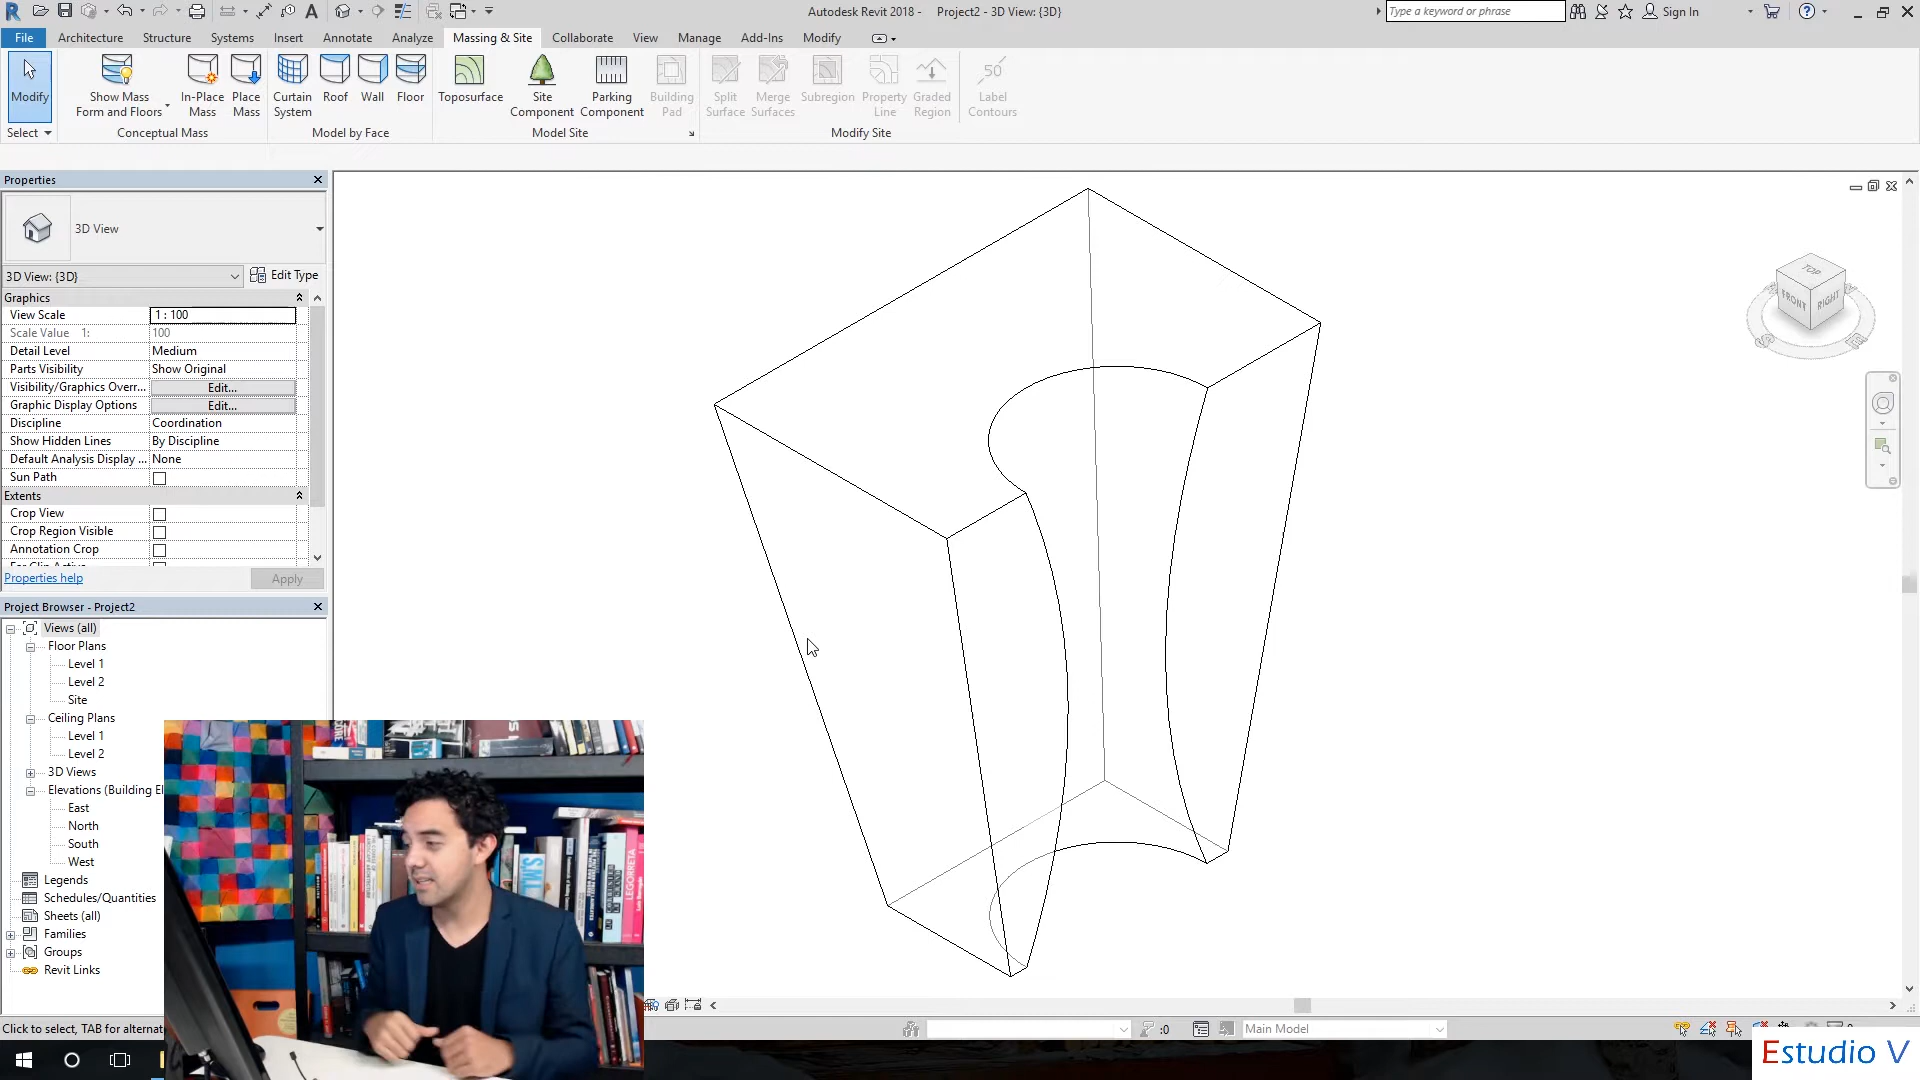 Autodesk Revit 2018 - Project2 - 3D View: {3D}
Type a keyword or phrase
Sign In
File Architecture Structure Systems Insert Annotate Analyze Massing & Site Collaborate View Manage Add-Ins Modify
Modify
Show Mass Form and Floors
In-Place Mass
Place Mass
Curtain System
Roof
Wall
Floor
Toposurface
Site Component
Parking Component
Building Pad
Split Surface
Merge Surfaces
Subregion
Property Line
Graded Region
50
Label Contours
Select
Conceptual Mass
Model by Face
Model Site
Modify Site
Properties
3D View
3D View: {3D}
Edit Type
Graphics
View Scale 1 : 100
Scale Value 1: 100
Detail Level Medium
Parts Visibility Show Original
Visibility/Graphics Overr... Edit...
Graphic Display Options Edit...
Discipline Coordination
Show Hidden Lines By Discipline
Default Analysis Display ... None
Sun Path
Extents
Crop View
Crop Region Visible
Annotation Crop
Properties help
Apply
Project Browser - Project2
Views (all)
Floor Plans
Level 1
Level 2
Site
Ceiling Plans
Level 1
Level 2
3D Views
Elevations (Building El
East
North
South
West
Legends
Schedules/Quantities
Sheets (all)
Families
Groups
Revit Links
TOP
FRONT
RIGHT
LEGORRETA
S,M,L
Click to select, TAB for alternat
:0
Main Model
Estudio V